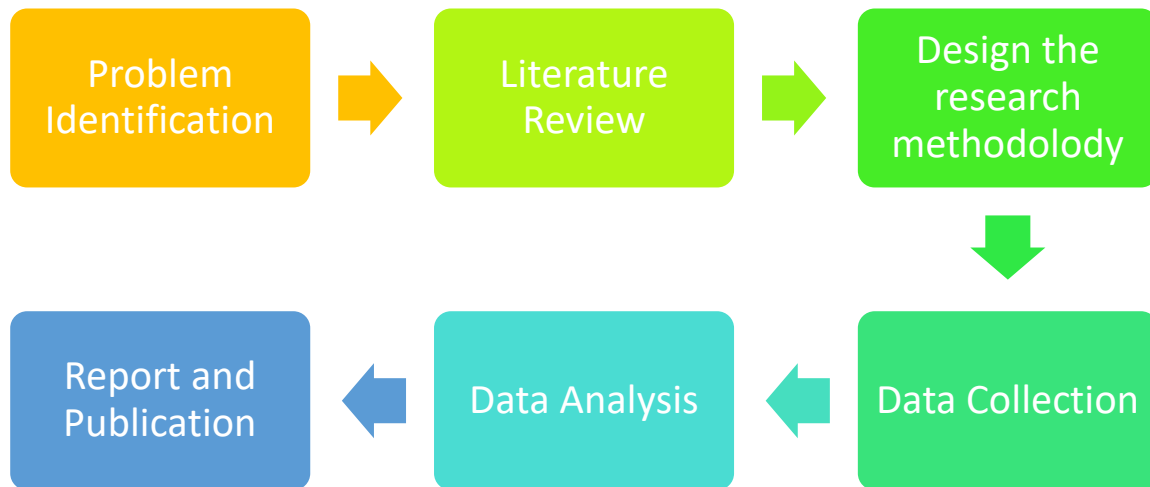 Problem
Identification
Literature
Review
Design the
research
methodolody
Data Collection
Data Analysis
Report and
Publication